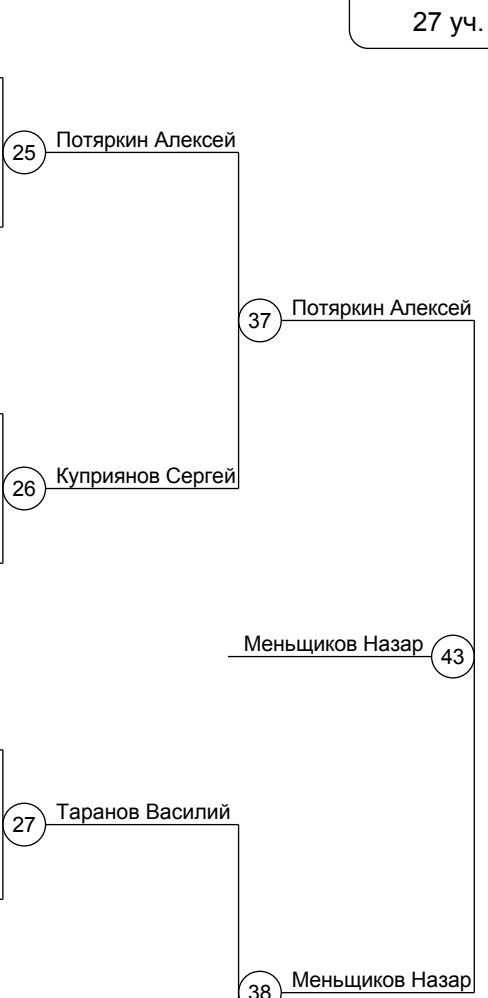 27 уч.
Потяркин Алексей
25
Потяркин Алексей
37
Куприянов Сергей
26
Меньщиков Назар
43
Таранов Василий
27
Меньщиков Назар
38